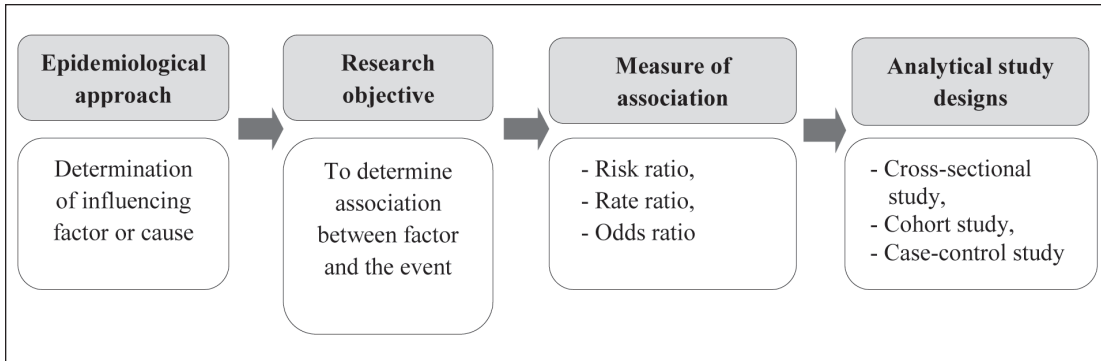 Epidemiological
approach
Determination
of influencing
factor or cause
Research
objective
To determine
association
between factor
and the event
Measure of
association
- Risk ratio,
- Rate ratio,
- Odds ratio
Analytical study
designs
- Cross-sectional
study,
- Cohort study,
- Case-control study